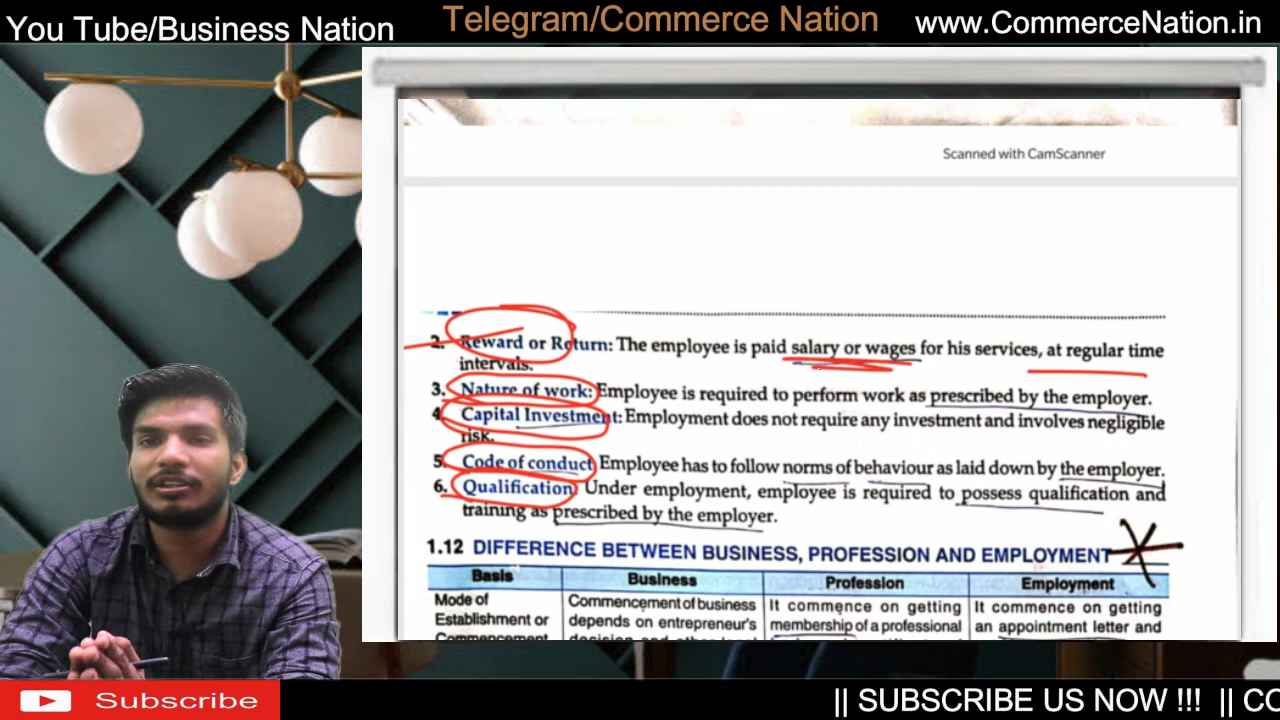 You Tube/Business Nation
Telegram/Commerce Nation
www.CommerceNation.in
Scanned with CamScanner
2. Reward or Return: The employee is paid salary or wages for his services, at regular time
intervals.
3. Nature of work: Employee is required to perform work as prescribed by the employer.
4. Capital Investment: Employment does not require any investment and involves negligible
risk.
5. Code of conduct: Employee has to follow norms of behaviour as laid down by the employer.
6. Qualification: Under employment, employee is required to possess qualification and
training as prescribed by the employer.
1.12 DIFFERENCE BETWEEN BUSINESS, PROFESSION AND EMPLOYMENT
Basis Business Profession Employment
Mode of Commencement of business It commence on getting It commence on getting
Establishment or depends on entrepreneur's membership of a professional an appointment letter and
Commencement decision and other
Subscribe
|| SUBSCRIBE US NOW !!! || CO